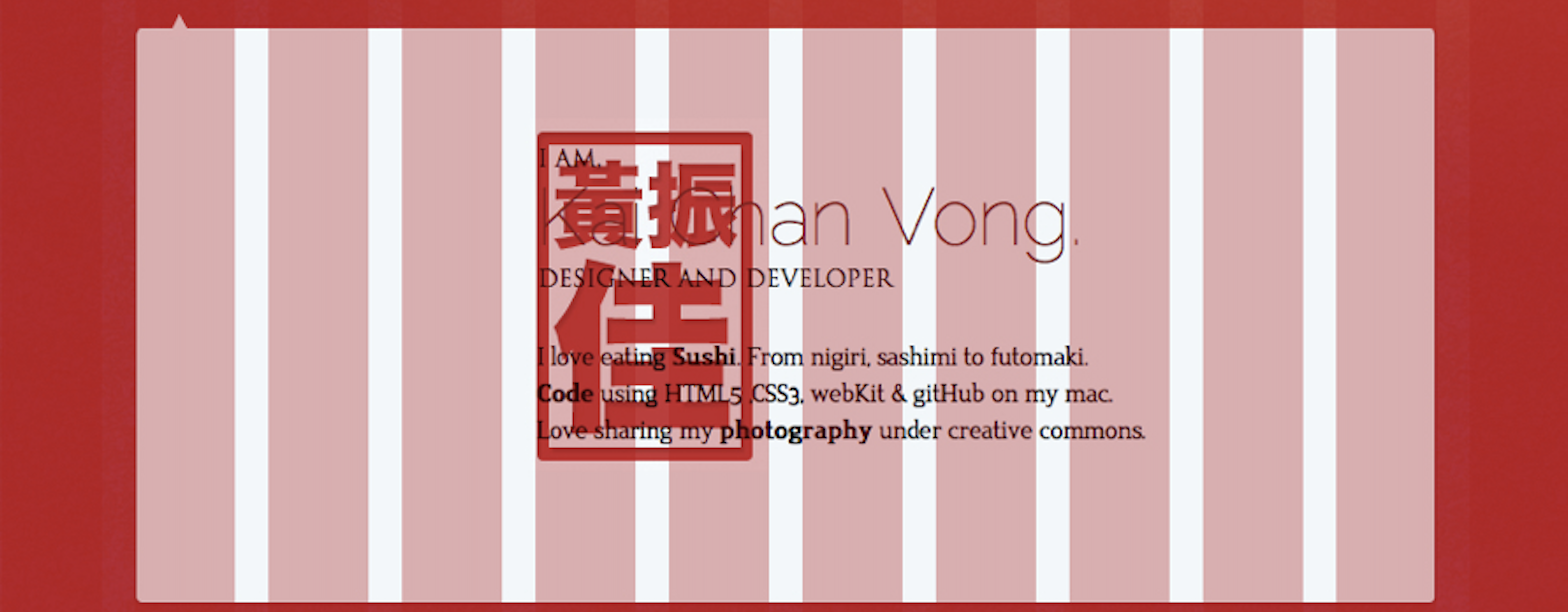 I AM,
Kai Chan Vong.
DESIGNER AND DEVELOPER
I love eating Sushi. From nigiri, sashimi to futomaki.
Code using HTML5 ,CSS3, webKit & gitHub on my mac.
Love sharing my photography under creative commons.
黃振
佳